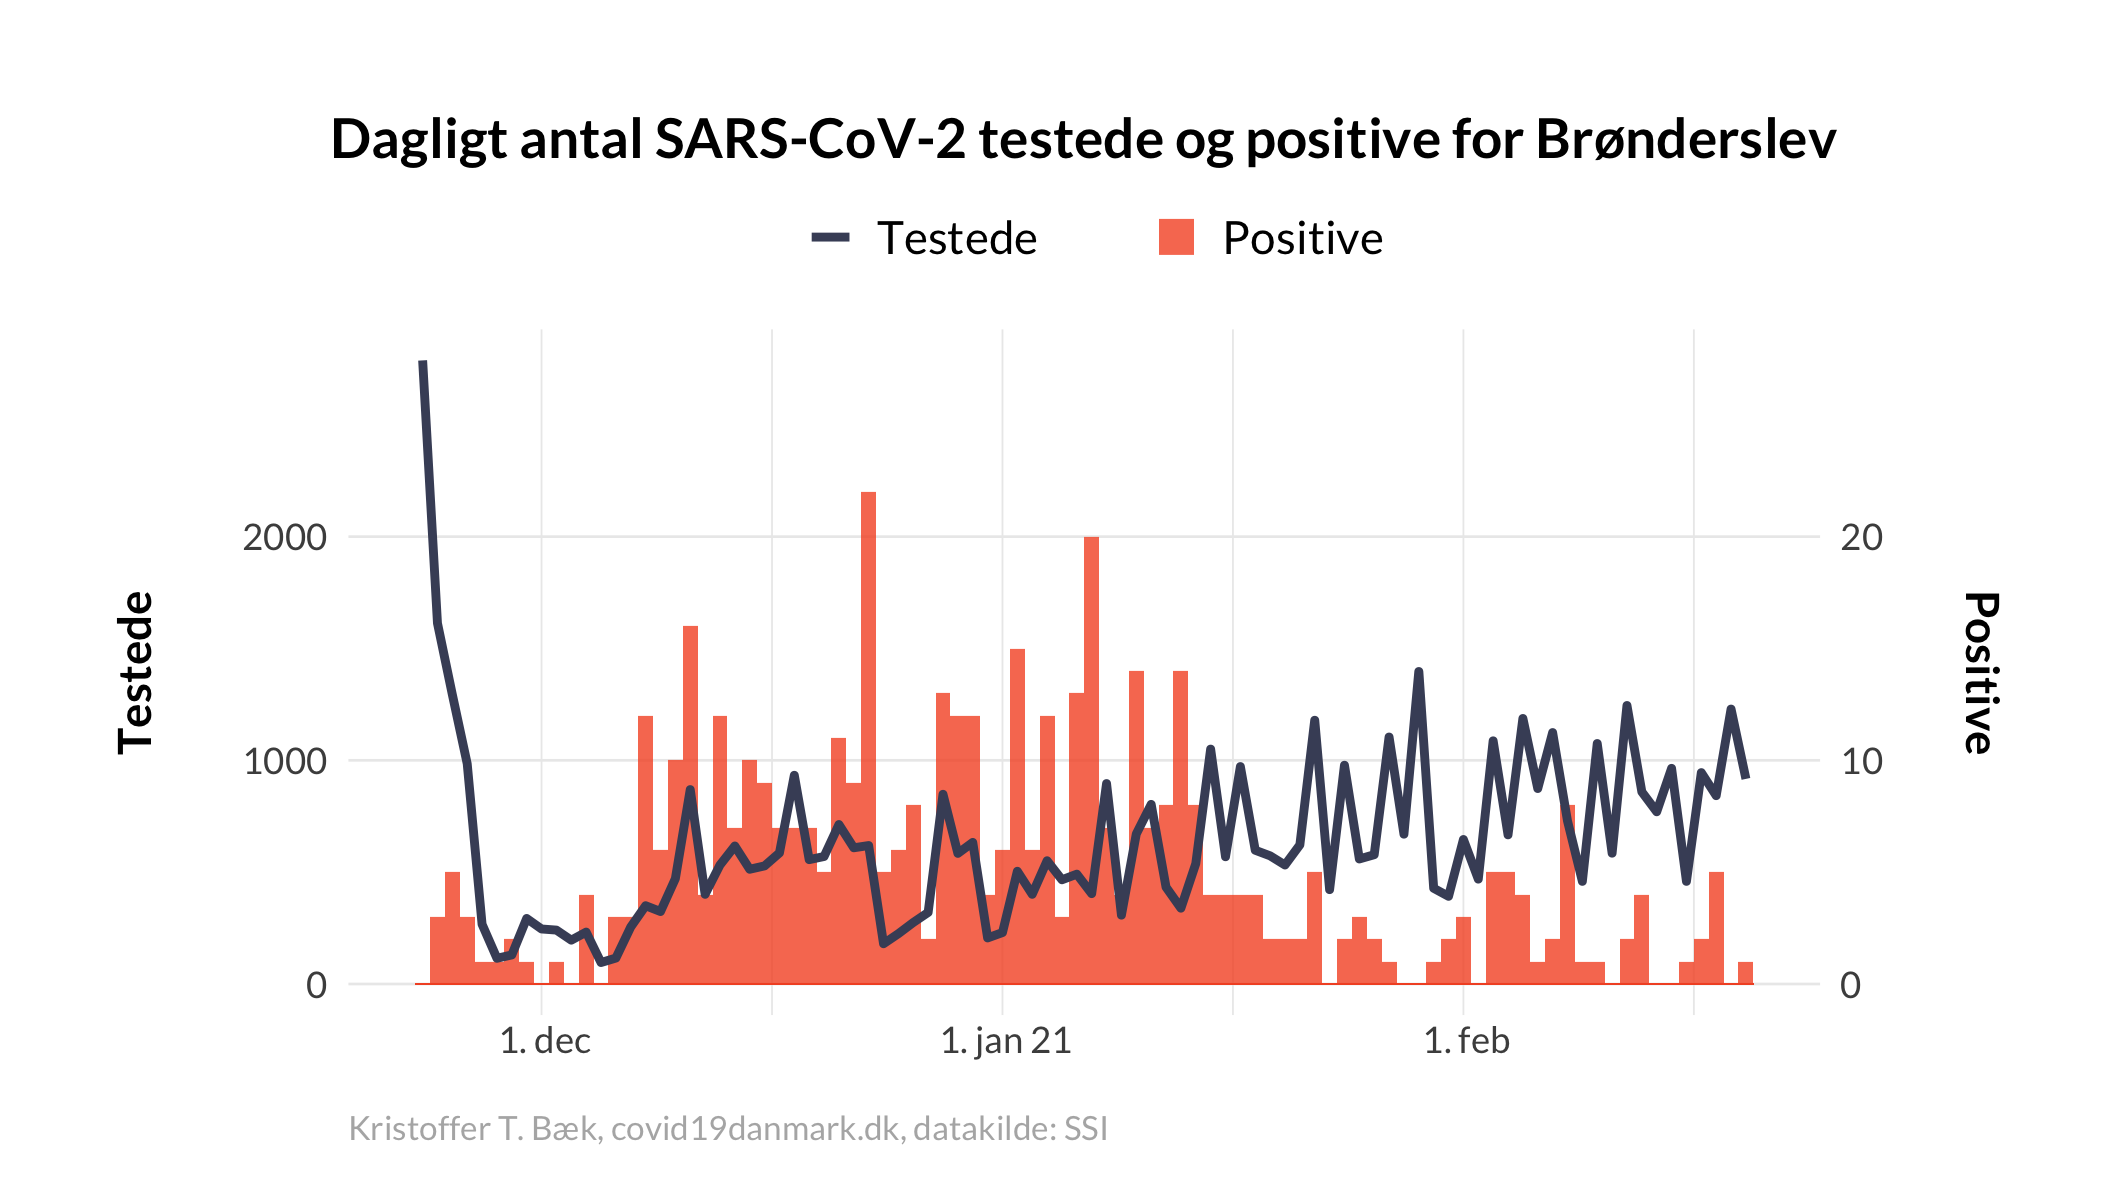 Dagligt antal SARS-CoV-2 testede og positive for Brønderslev
Testede
Positive
2000
1000
0
Testede
20
10
0
Positive
1. dec
1. jan 21
1. feb
Kristoffer T. Bæk, covid19danmark.dk, datakilde: SSI